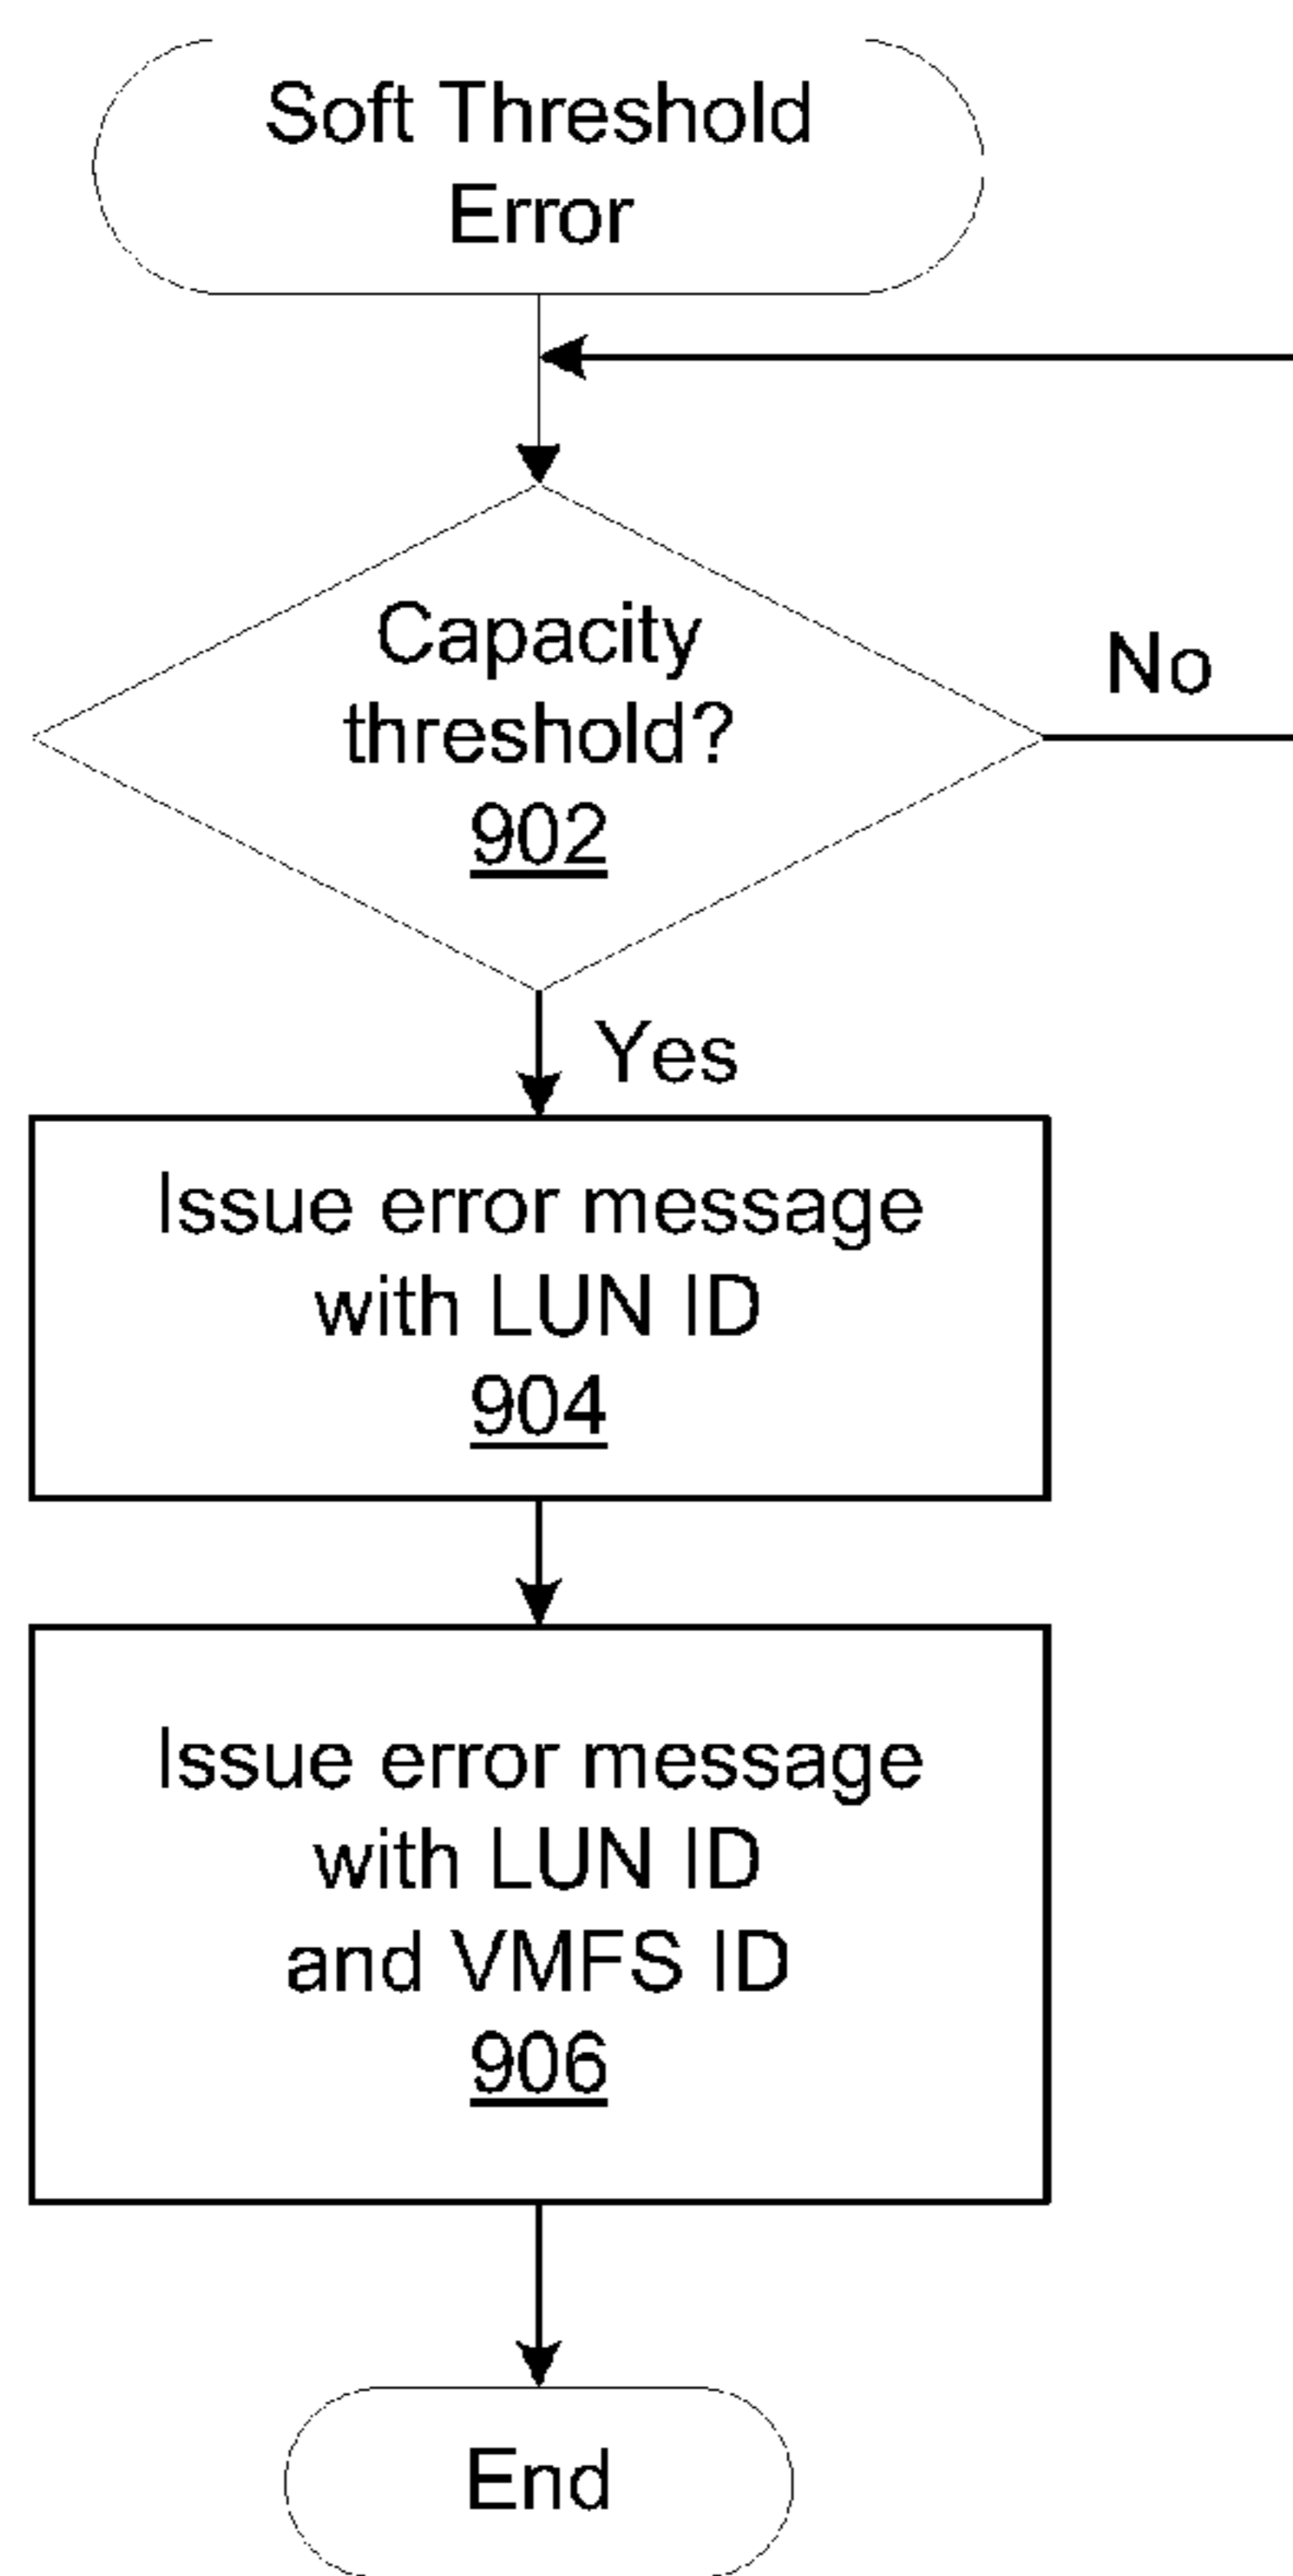 Soft Threshold
Error
Capacity
threshold?
902
No
Yes
Issue error message
with LUN ID
904
Issue error message
with LUN ID
and VMFS ID
906
End